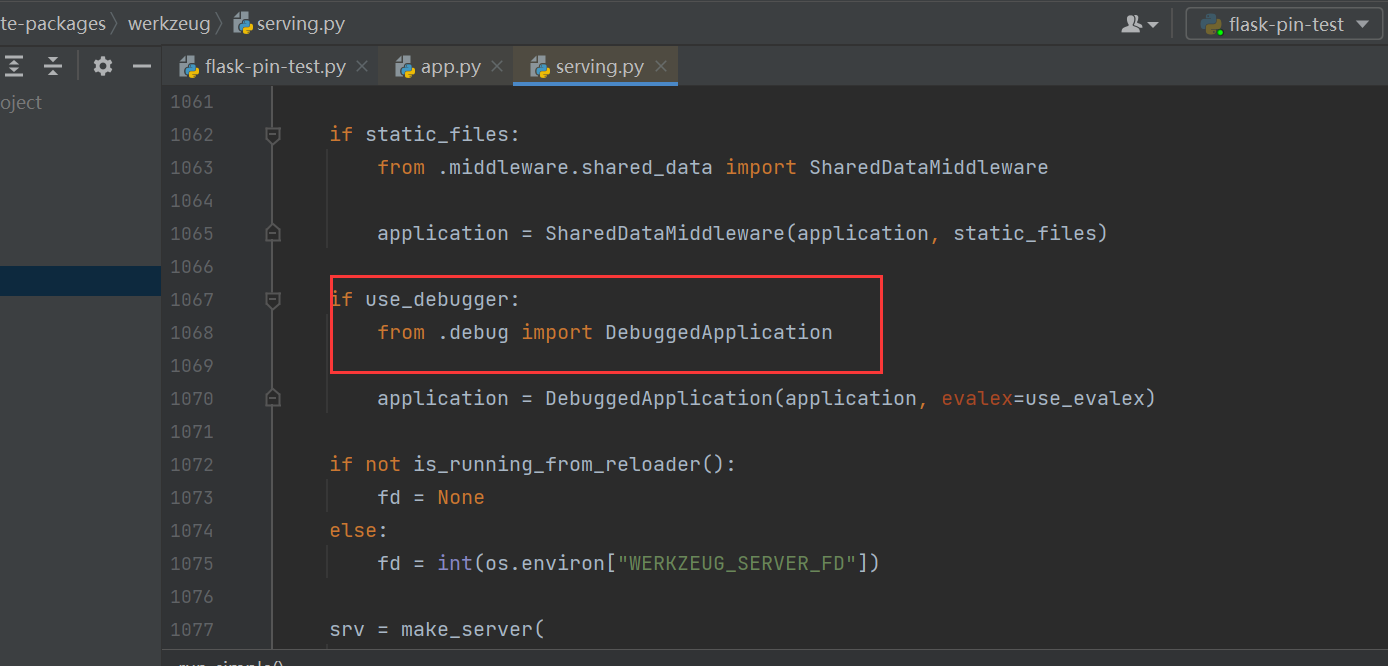 te-packages werkzeug serving.py flask-pin-test
flask-pin-test.py app.py serving.py
oject
1061
1062 if static_files:
1063 from .middleware.shared_data import SharedDataMiddleware
1064
1065 application = SharedDataMiddleware(application, static_files)
1066
1067 if use_debugger:
1068 from .debug import DebuggedApplication
1069
1070 application = DebuggedApplication(application, evalex=use_evalex)
1071
1072 if not is_running_from_reloader():
1073 fd = None
1074 else:
1075 fd = int(os.environ["WERKZEUG_SERVER_FD"])
1076
1077 srv = make_server(
run_simple()